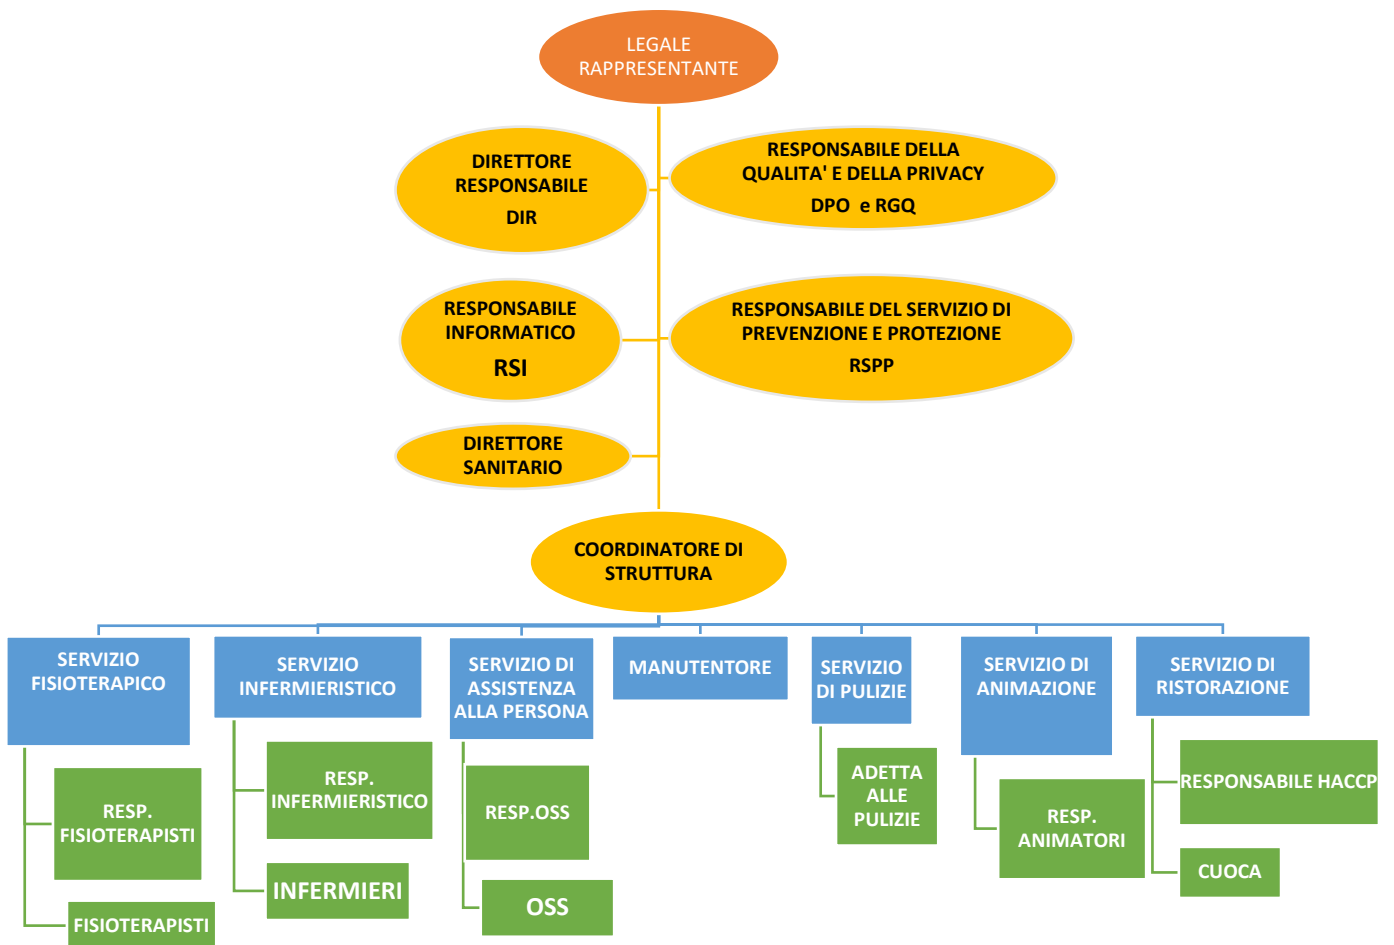 LEGALE
RAPPRESENTANTE
DIRETTORE
RESPONSABILE
DIR
RESPONSABILE DELLA
QUALITA' E DELLA PRIVACY
DPO e RGQ
RESPONSABILE
INFORMATICO
RSI
RESPONSABILE DEL SERVIZIO DI
PREVENZIONE E PROTEZIONE
RSPP
DIRETTORE
SANITARIO
COORDINATORE DI
STRUTTURA
SERVIZIO
FISIOTERAPICO
SERVIZIO
INFERMIERISTICO
SERVIZIO DI
ASSISTENZA
ALLA PERSONA
MANUTENTORE
SERVIZIO
DI PULIZIE
SERVIZIO DI
ANIMAZIONE
SERVIZIO DI
RISTORAZIONE
RESP.
FISIOTERAPISTI
FISIOTERAPISTI
RESP.
INFERMIERISTICO
INFERMIERI
RESP.OSS
OSS
ADETTA
ALLE
PULIZIE
RESP.
ANIMATORI
RESPONSABILE HACCP
CUOCA